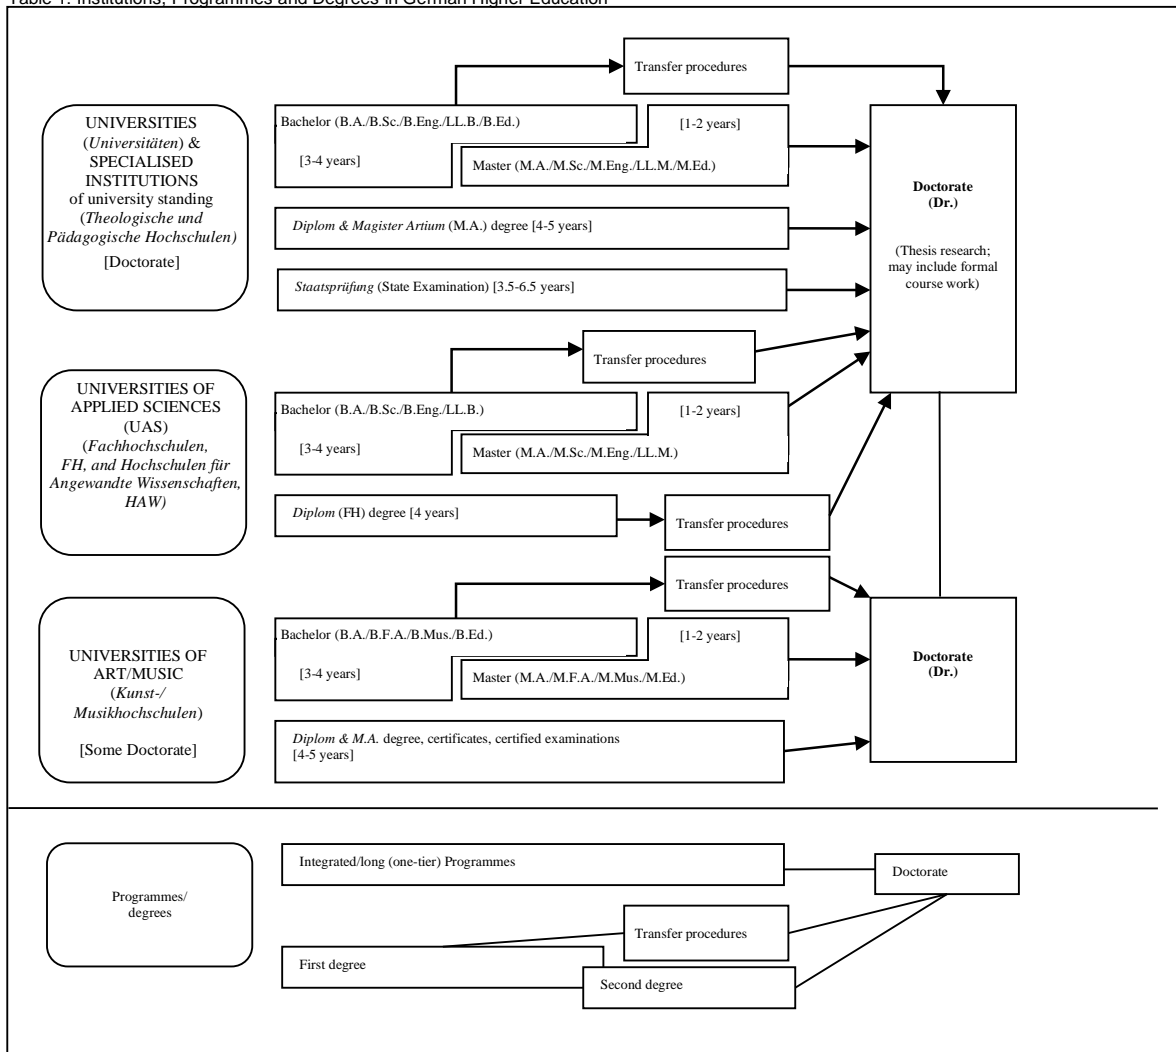 Table 1: Institutions, Programmes and Degrees in German Higher Education
Transfer procedures
UNIVERSITIES
(Universitäten) &
SPECIALISED
INSTITUTIONS
of university standing
(Theologische und
Pädagogische Hochschulen)
[Doctorate]
Bachelor (B.A./B.Sc./B.Eng./LL.B./B.Ed.)
[3-4 years]
[1-2 years]
Master (M.A./M.Sc./M.Eng./LL.M./M.Ed.)
Diplom & Magister Artium (M.A.) degree [4-5 years]
Staatsprüfung (State Examination) [3.5-6.5 years]
Doctorate
(Dr.)
(Thesis research;
may include formal
course work)
Transfer procedures
UNIVERSITIES OF
APPLIED SCIENCES
(UAS)
(Fachhochschulen,
FH, and Hochschulen für
Angewandte Wissenschaften,
HAW)
Bachelor (B.A./B.Sc./B.Eng./LL.B.)
[3-4 years]
[1-2 years]
Master (M.A./M.Sc./M.Eng./LL.M.)
Diplom (FH) degree [4 years]
Transfer procedures
Transfer procedures
UNIVERSITIES OF
ART/MUSIC
(Kunst-/
Musikhochschulen)
[Some Doctorate]
Bachelor (B.A./B.F.A./B.Mus./B.Ed.)
[3-4 years]
[1-2 years]
Master (M.A./M.F.A./M.Mus./M.Ed.)
Diplom & M.A. degree, certificates, certified examinations
[4-5 years]
Doctorate
(Dr.)
Programmes/
degrees
Integrated/long (one-tier) Programmes
Doctorate
Transfer procedures
First degree
Second degree